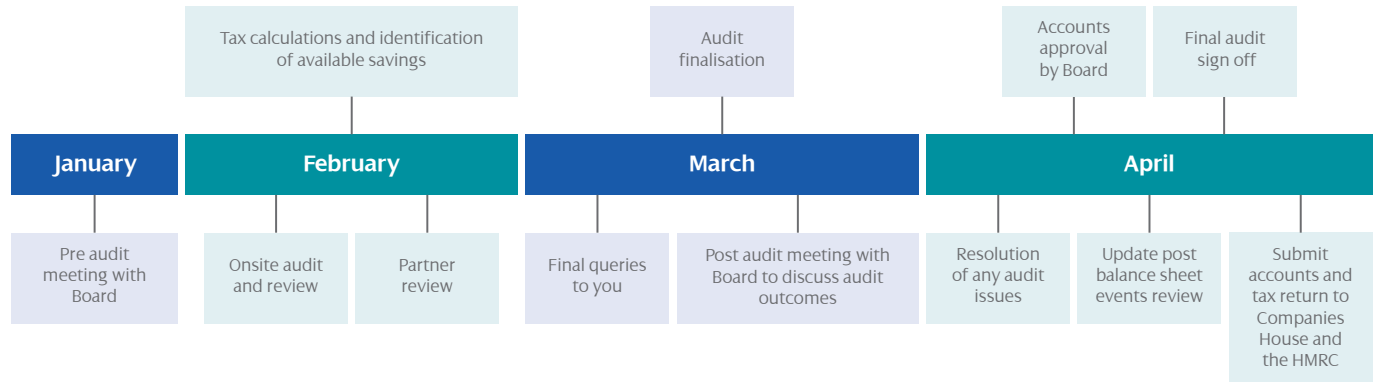 Tax calculations and identification
of available savings
Audit
finalisation
Accounts
approval
by Board
Final audit
sign off
January
February
March
April
Pre audit
meeting with
Board
Onsite audit
and review
Partner
review
Final queries
to you
Post audit meeting with
Board to discuss audit
outcomes
Resolution
of any audit
issues
Update post
balance sheet
events review
Submit
accounts and
tax return to
Companies
House and
the HMRC